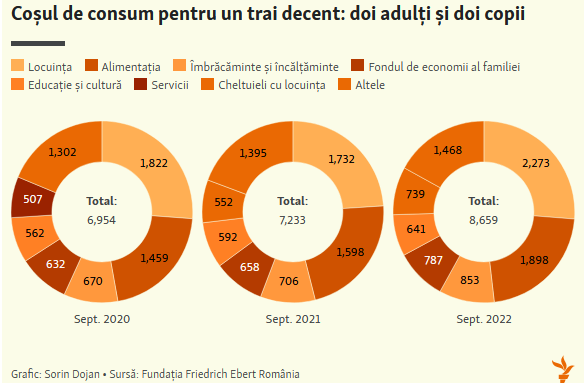 Coșul de consum pentru un trai decent: doi adulți și doi copii
Locuința Alimentația Îmbrăcăminte și încălțăminte Fondul de economii al familiei
Educație și cultură Servicii Cheltuieli cu locuința Altele
1,302 1,822
507
562
632
670
1,459
Total:
6,954
Sept. 2020
1,395 1,732
552
592
658
706
1,598
Total:
7,233
Sept. 2021
1,468 2,273
739
641
787
853
1,898
Total:
8,659
Sept. 2022
Grafic: Sorin Dojan • Sursă: Fundația Friedrich Ebert România